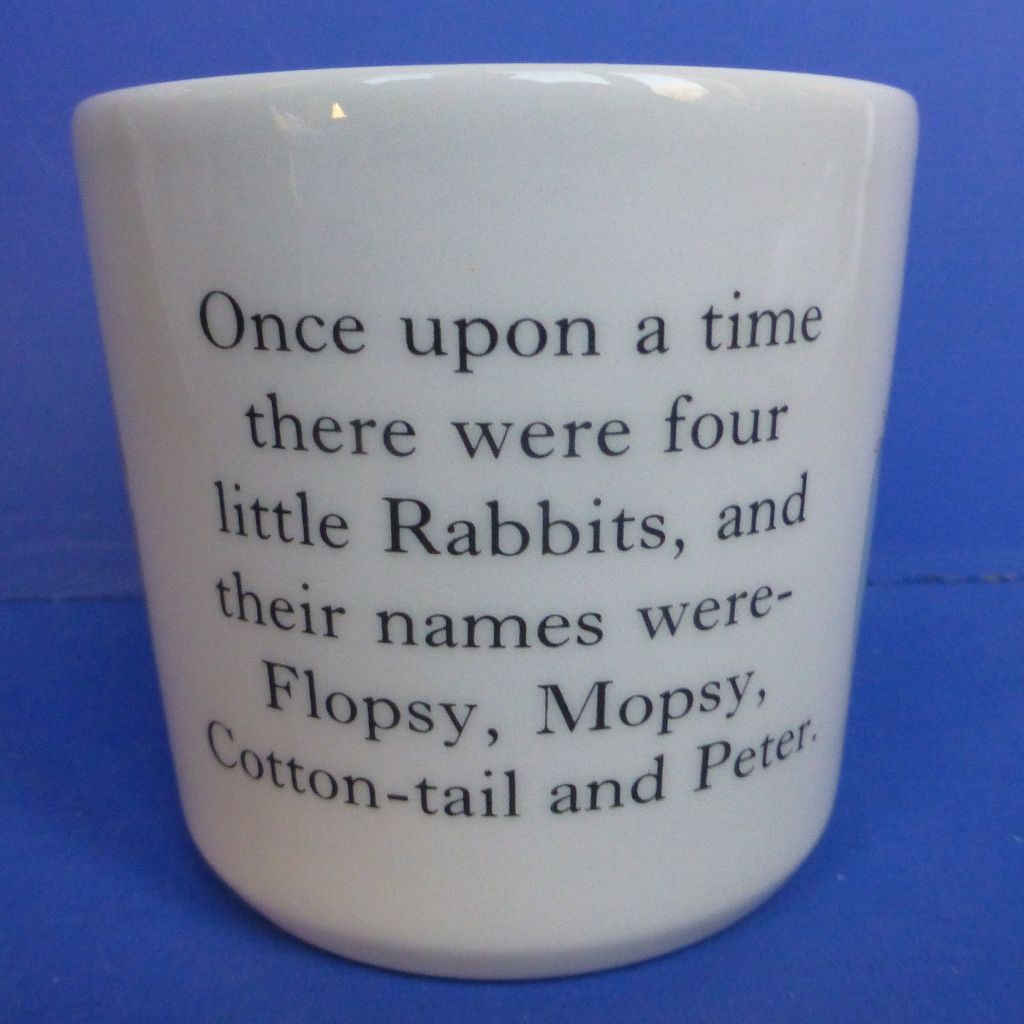 Once upon a time
there were four
little Rabbits, and
their names were-
Flopsy, Mopsy,
Cotton-tail and Peter.